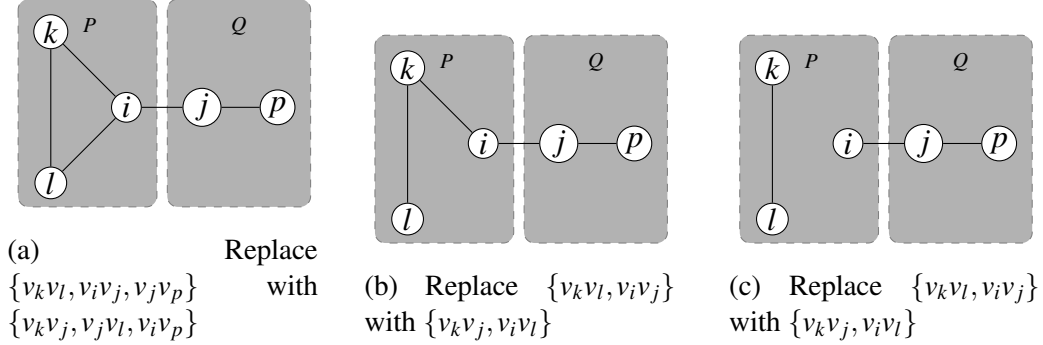 P
Q
k
i
j
p
l
(a) Replace
{v_k v_l, v_i v_j, v_j v_p} with
{v_k v_j, v_j v_l, v_i v_p}
P
Q
k
i
j
p
l
(b) Replace {v_k v_l, v_i v_j}
with {v_k v_j, v_i v_l}
P
Q
k
i
j
p
l
(c) Replace {v_k v_l, v_i v_j}
with {v_k v_j, v_i v_l}